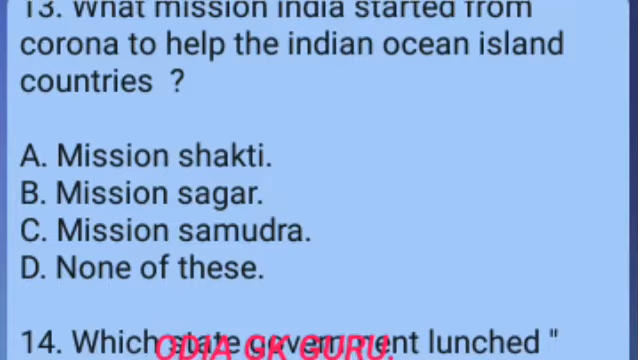 13. What mission india started from
corona to help the indian ocean island
countries ?
A. Mission shakti.
B. Mission sagar.
C. Mission samudra.
D. None of these.
14. Which state government lunched "
ODIA GK GURU.